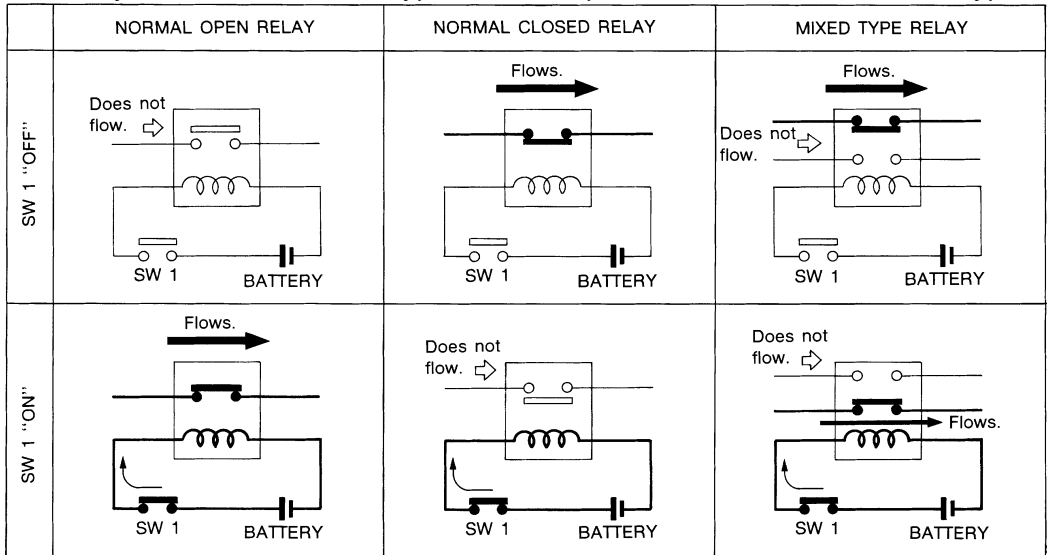 NORMAL OPEN RELAY
NORMAL CLOSED RELAY
MIXED TYPE RELAY
SW 1 "OFF"
Does not
flow.
SW 1
BATTERY
Flows.
SW 1
BATTERY
Flows.
Does not
flow.
SW 1
BATTERY
SW 1 "ON"
Flows.
SW 1
BATTERY
Does not
flow.
SW 1
BATTERY
Does not
flow.
Flows.
SW 1
BATTERY